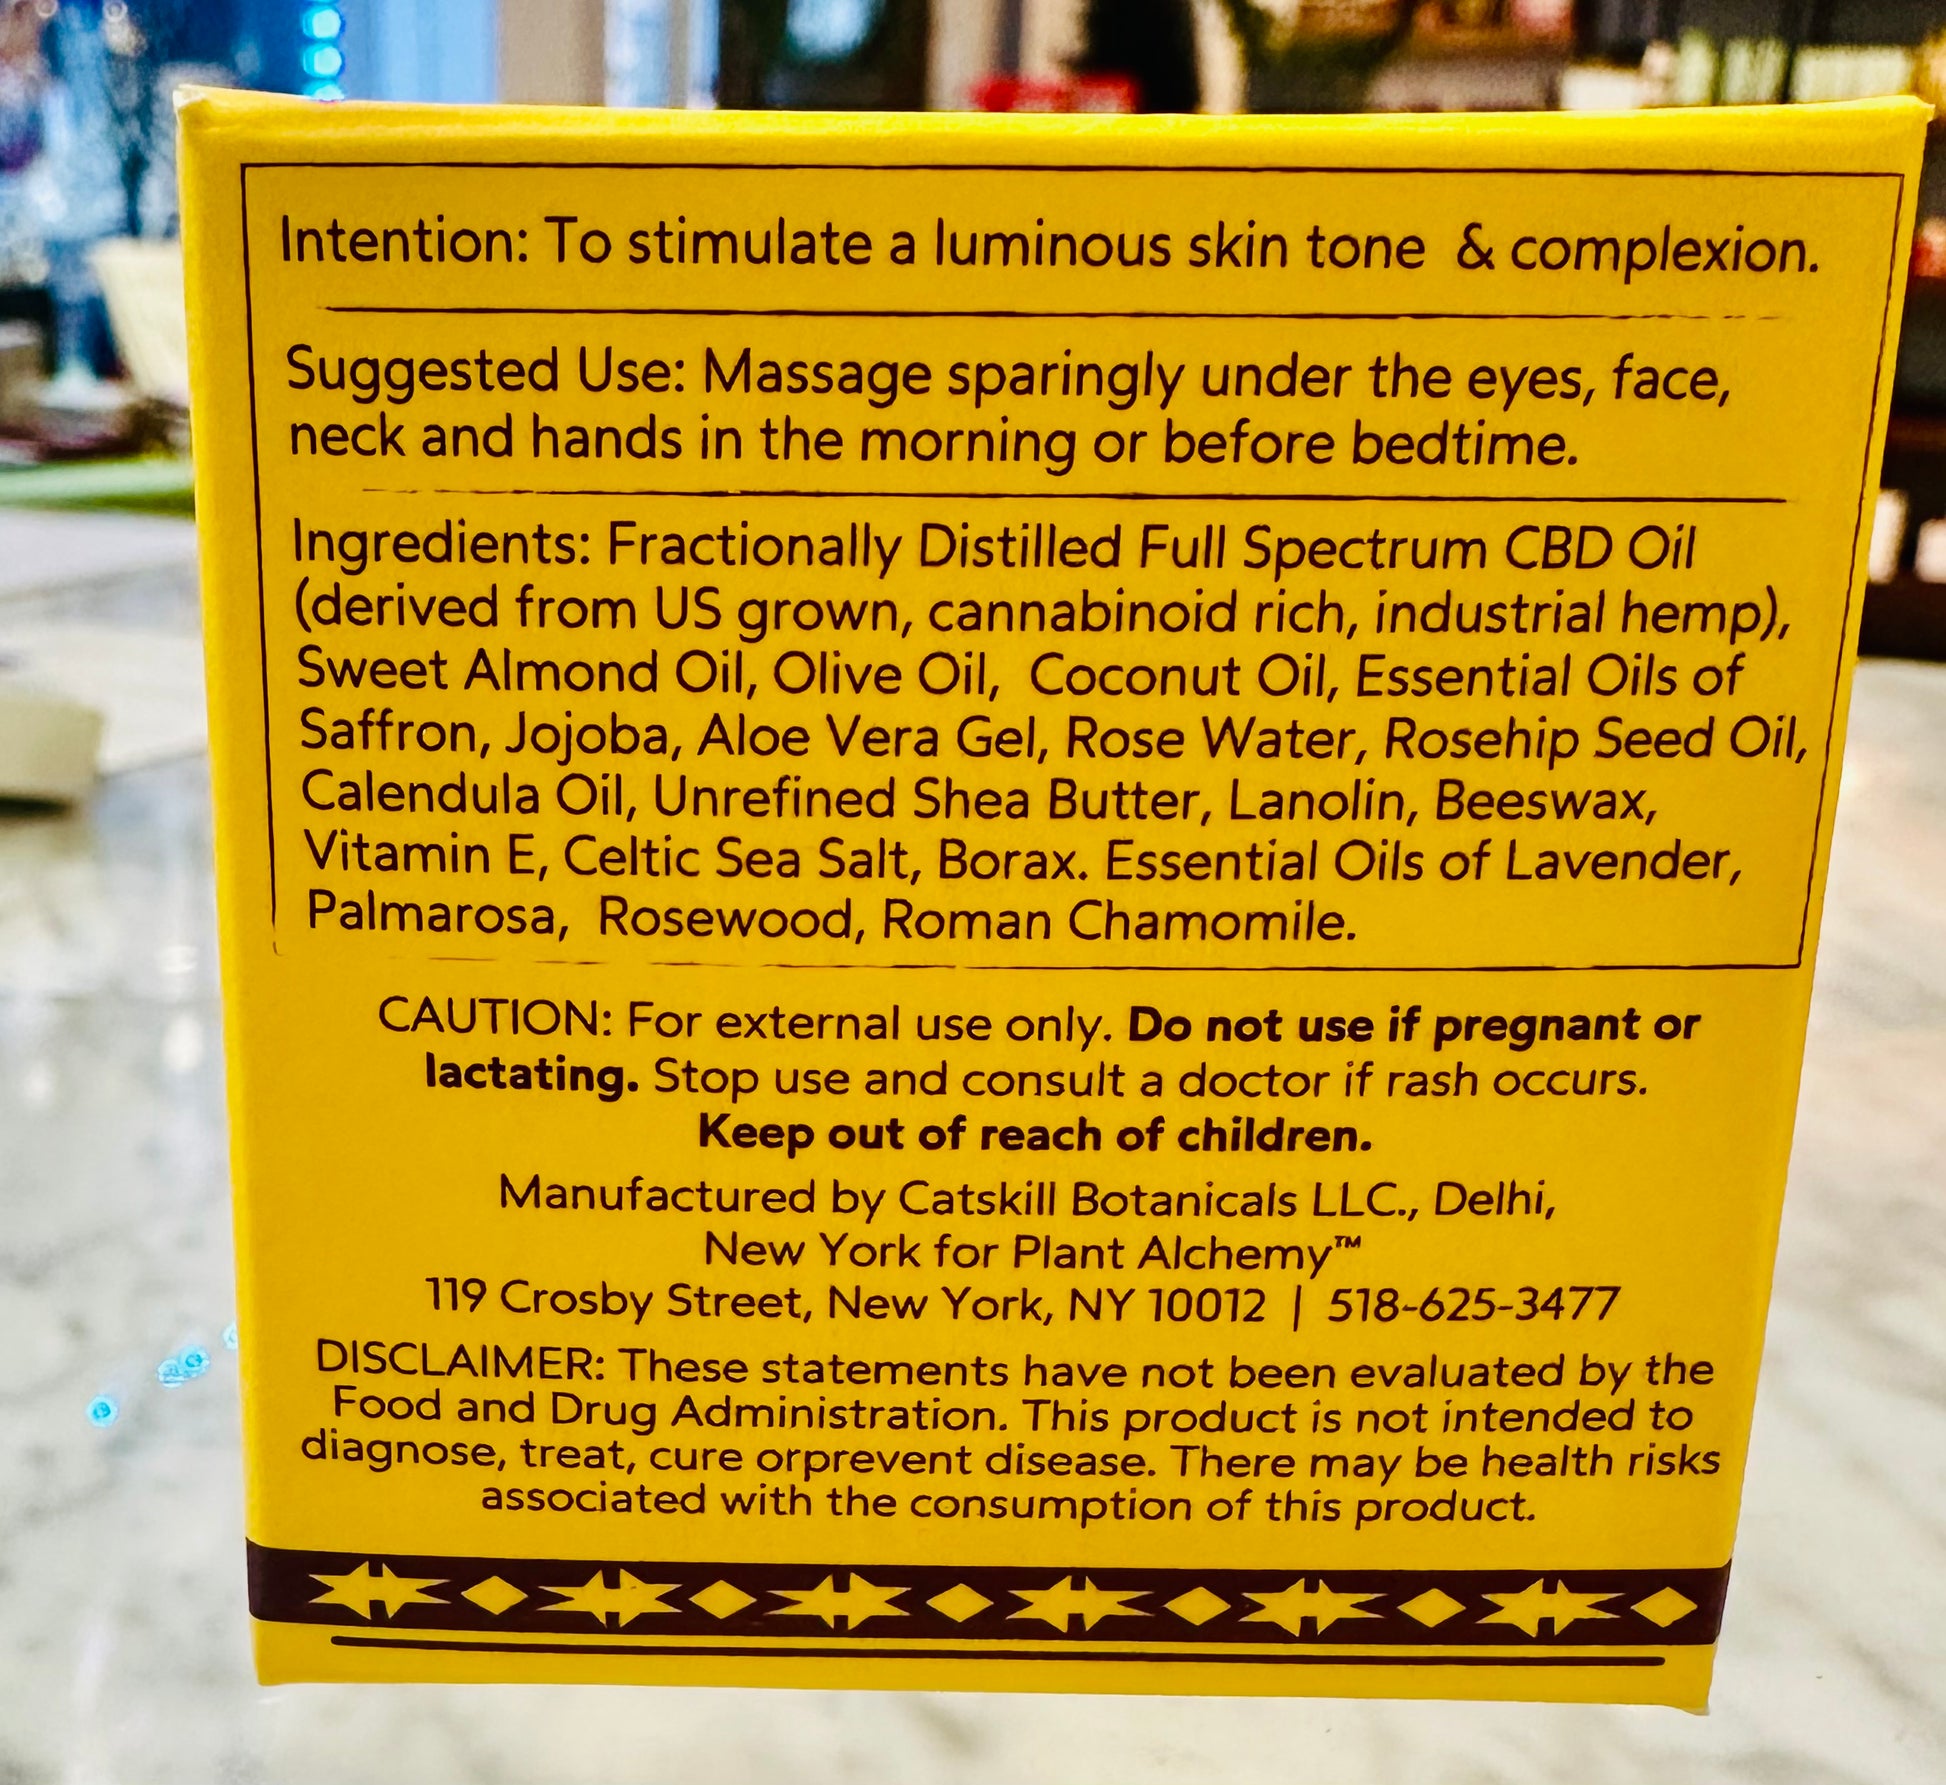 Intention: To stimulate a luminous skin tone & complexion.
Suggested Use: Massage sparingly under the eyes, face,
neck and hands in the morning or before bedtime.
Ingredients: Fractionally Distilled Full Spectrum CBD Oil
(derived from US grown, cannabinoid rich, industrial hemp),
Sweet Almond Oil, Olive Oil, Coconut Oil, Essential Oils of
Saffron, Jojoba, Aloe Vera Gel, Rose Water, Rosehip Seed Oil,
Calendula Oil, Unrefined Shea Butter, Lanolin, Beeswax,
Vitamin E, Celtic Sea Salt, Borax. Essential Oils of Lavender,
Palmarosa, Rosewood, Roman Chamomile.
CAUTION: For external use only. Do not use if pregnant or
lactating. Stop use and consult a doctor if rash occurs.
Keep out of reach of children.
Manufactured by Catskill Botanicals LLC., Delhi,
New York for Plant Alchemy™
119 Crosby Street, New York, NY 10012 | 518-625-3477
DISCLAIMER: These statements have not been evaluated by the
Food and Drug Administration. This product is not intended to
diagnose, treat, cure orprevent disease. There may be health risks
associated with the consumption of this product.